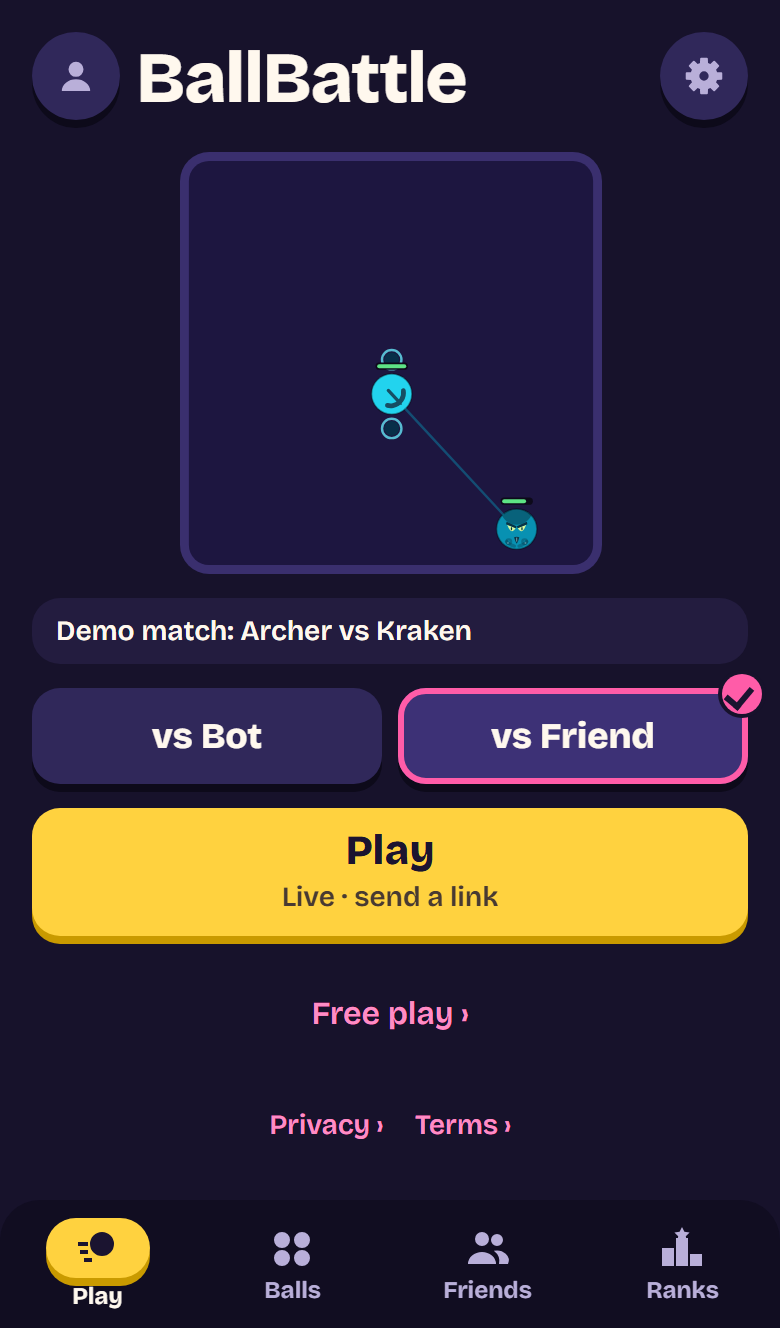 BallBattle
Demo match: Archer vs Kraken
vs Bot
vs Friend
Play
Live · send a link
Free play ›
Privacy › Terms ›
Play
Balls
Friends
Ranks